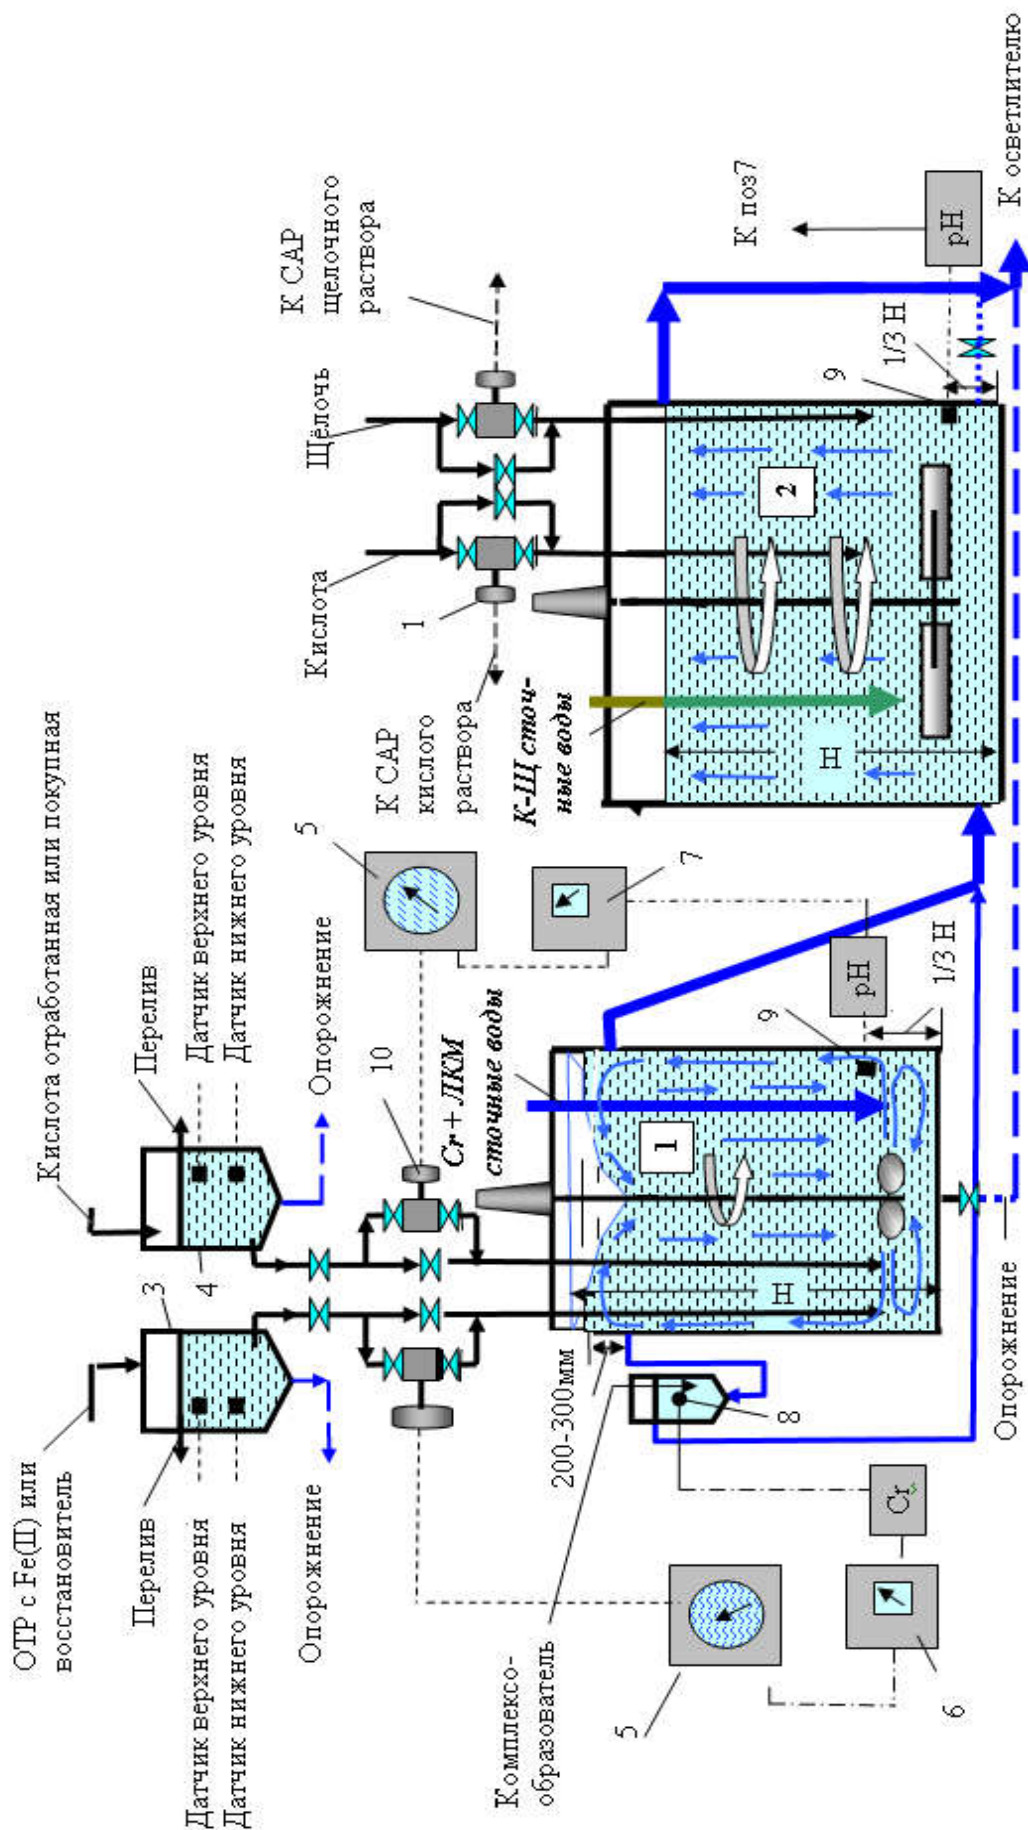 ОТР с Fe(II) или
восстановитель
Кислота отработанная или покупная
Перелив
Датчик верхнего уровня
Датчик нижнего уровня
Опорожнение
3
4
Перелив
Датчик верхнего уровня
Датчик нижнего уровня
Опорожнение
10
5
К САР
кислого
раствора
1
Кислота
Щёлочь
К САР
щелочного
раствора
Cr + ЛКМ
сточные воды
К-Щ сточ-
ные воды
7
200-300мм
Комплексо-
образователь
5
6
Cr
8
H
1
9
pH
1/3 H
H
2
9
1/3 H
pH
К поз7
Опорожнение
К осветлителю